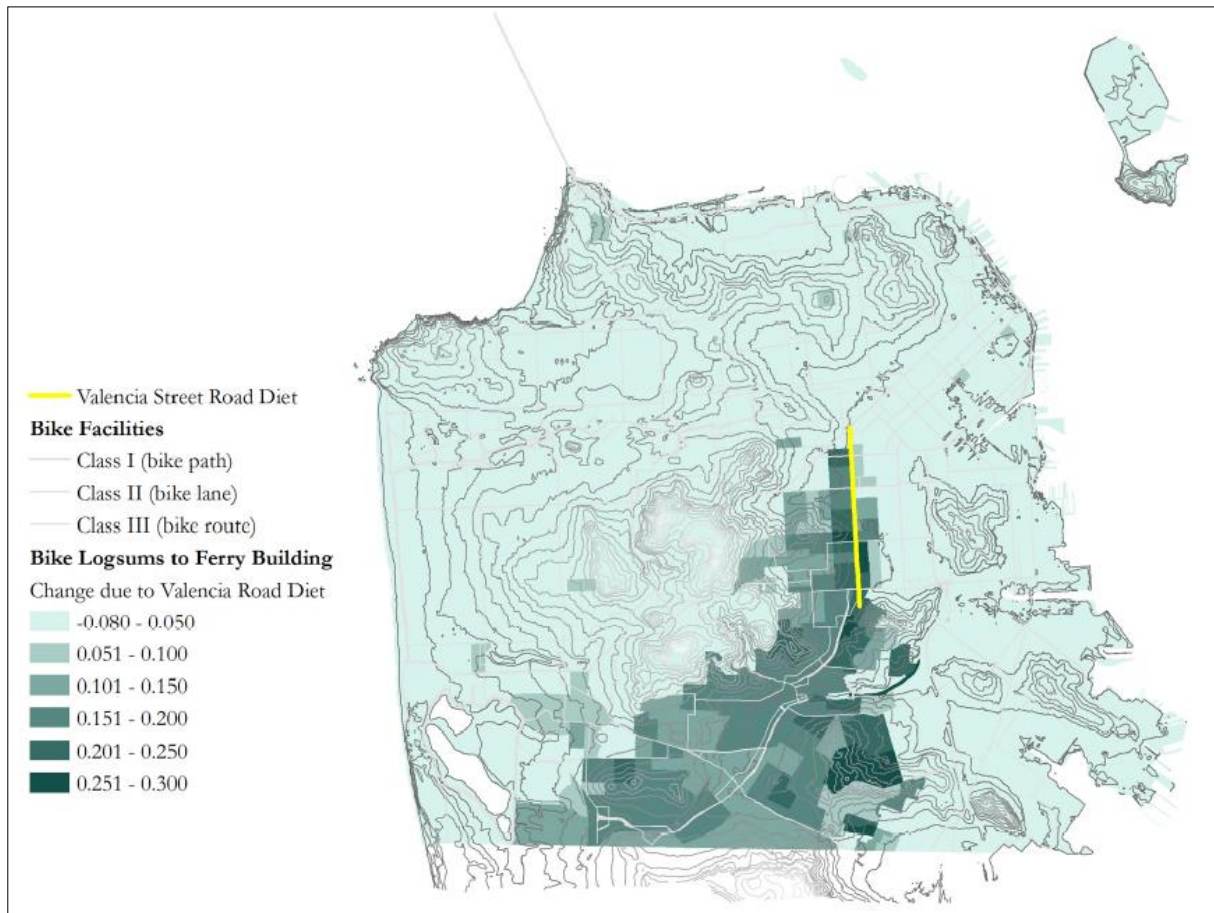 Valencia Street Road Diet
Bike Facilities
Class I (bike path)
Class II (bike lane)
Class III (bike route)
Bike Logsums to Ferry Building
Change due to Valencia Road Diet
-0.080 - 0.050
0.051 - 0.100
0.101 - 0.150
0.151 - 0.200
0.201 - 0.250
0.251 - 0.300